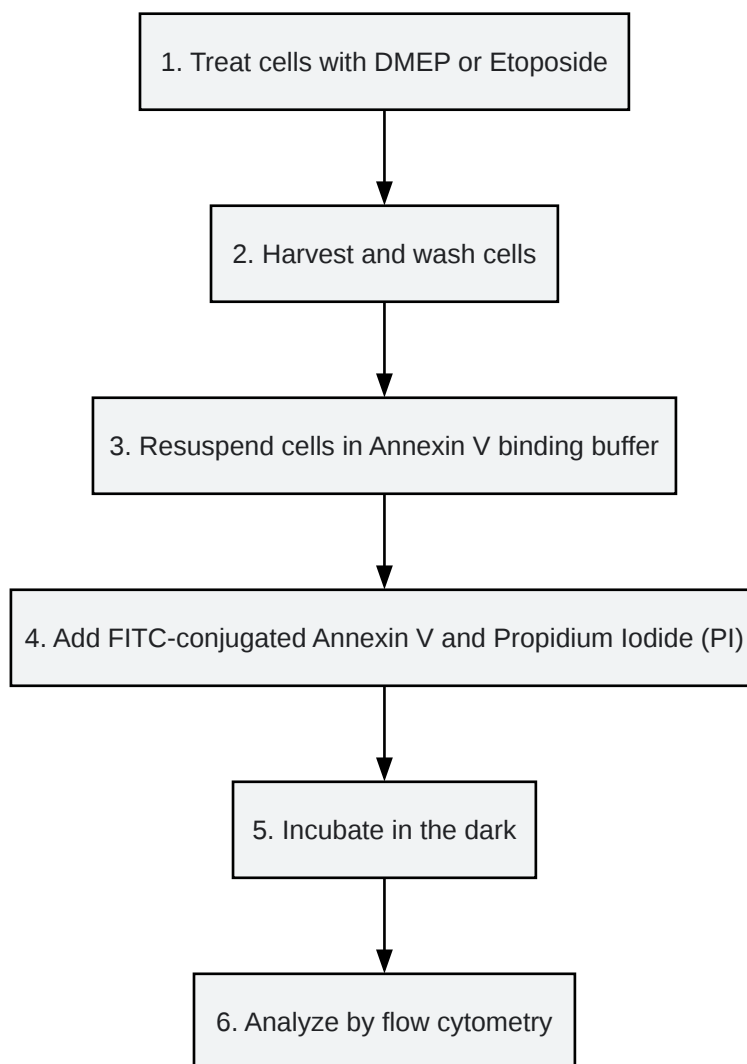 1. Treat cells with DMEP or Etoposide
2. Harvest and wash cells
3. Resuspend cells in Annexin V binding buffer
4. Add FITC-conjugated Annexin V and Propidium Iodide (PI)
5. Incubate in the dark
6. Analyze by flow cytometry